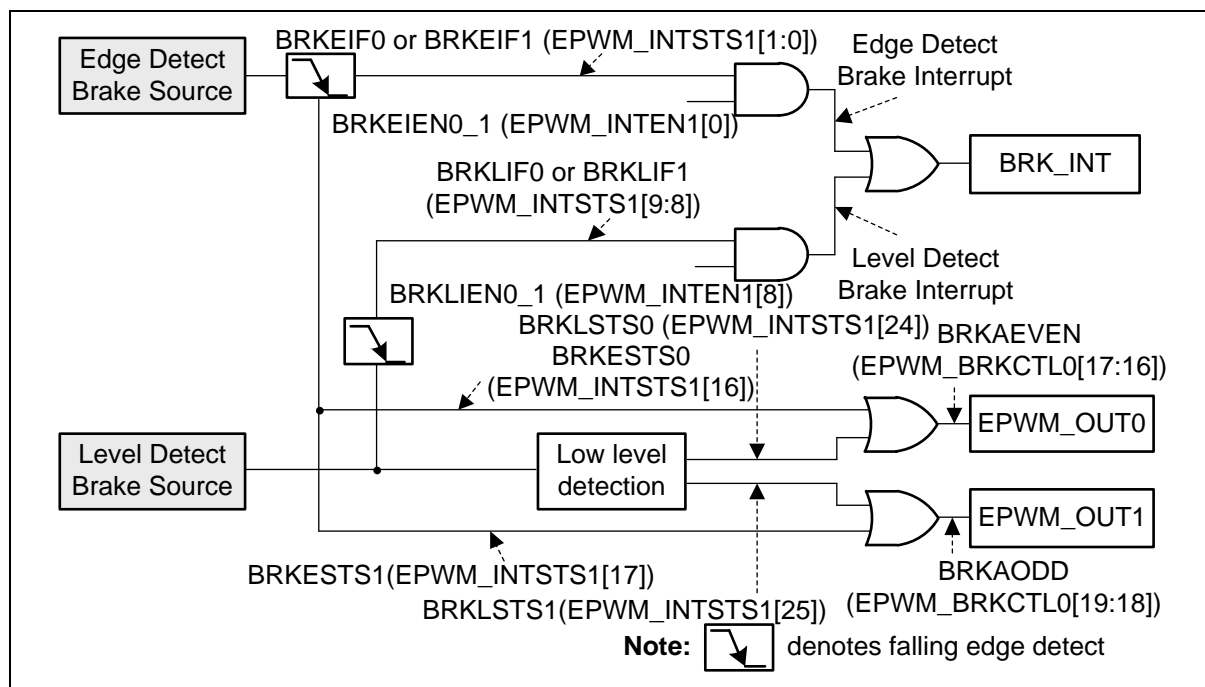 Edge Detect
Brake Source
BRKEIF0 or BRKEIF1 (EPWM_INTSTS1[1:0])
Edge Detect
Brake Interrupt
BRKEIEN0_1 (EPWM_INTEN1[0])
BRKLIF0 or BRKLIF1
(EPWM_INTSTS1[9:8])
BRK_INT
Level Detect
Brake Interrupt
BRKLIEN0_1 (EPWM_INTEN1[8])
BRKLSTS0 (EPWM_INTSTS1[24])
BRKESTS0
(EPWM_INTSTS1[16])
BRKAEVEN
(EPWM_BRKCTL0[17:16])
EPWM_OUT0
Level Detect
Brake Source
Low level
detection
EPWM_OUT1
BRKESTS1(EPWM_INTSTS1[17])
BRKLSTS1(EPWM_INTSTS1[25])
BRKAODD
(EPWM_BRKCTL0[19:18])
Note: denotes falling edge detect